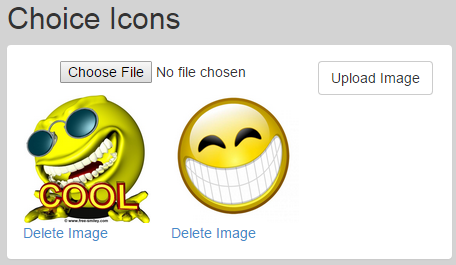 Choice Icons
Choose File No file chosen
Upload Image
COOL
© www.free-smiley.com
Delete Image
Delete Image